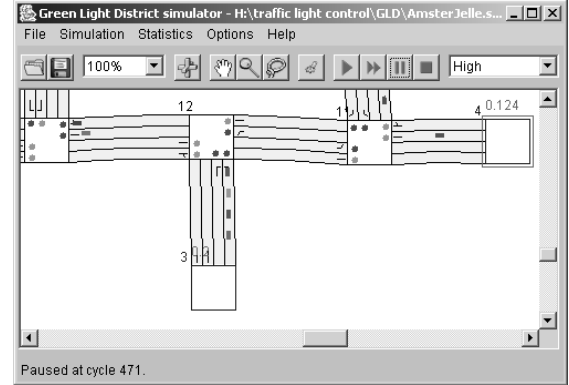 Green Light District simulator - H:\traffic light control\GLD\AmsterJelle.s...
File Simulation Statistics Options Help
100%
High
12
4 0.124
3
Paused at cycle 471.